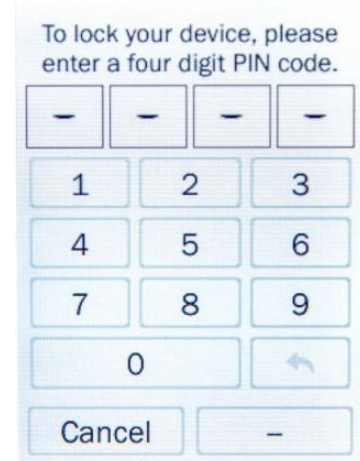 To lock your device, please
enter a four digit PIN code.
– – – –
1 2 3
4 5 6
7 8 9
0
Cancel –